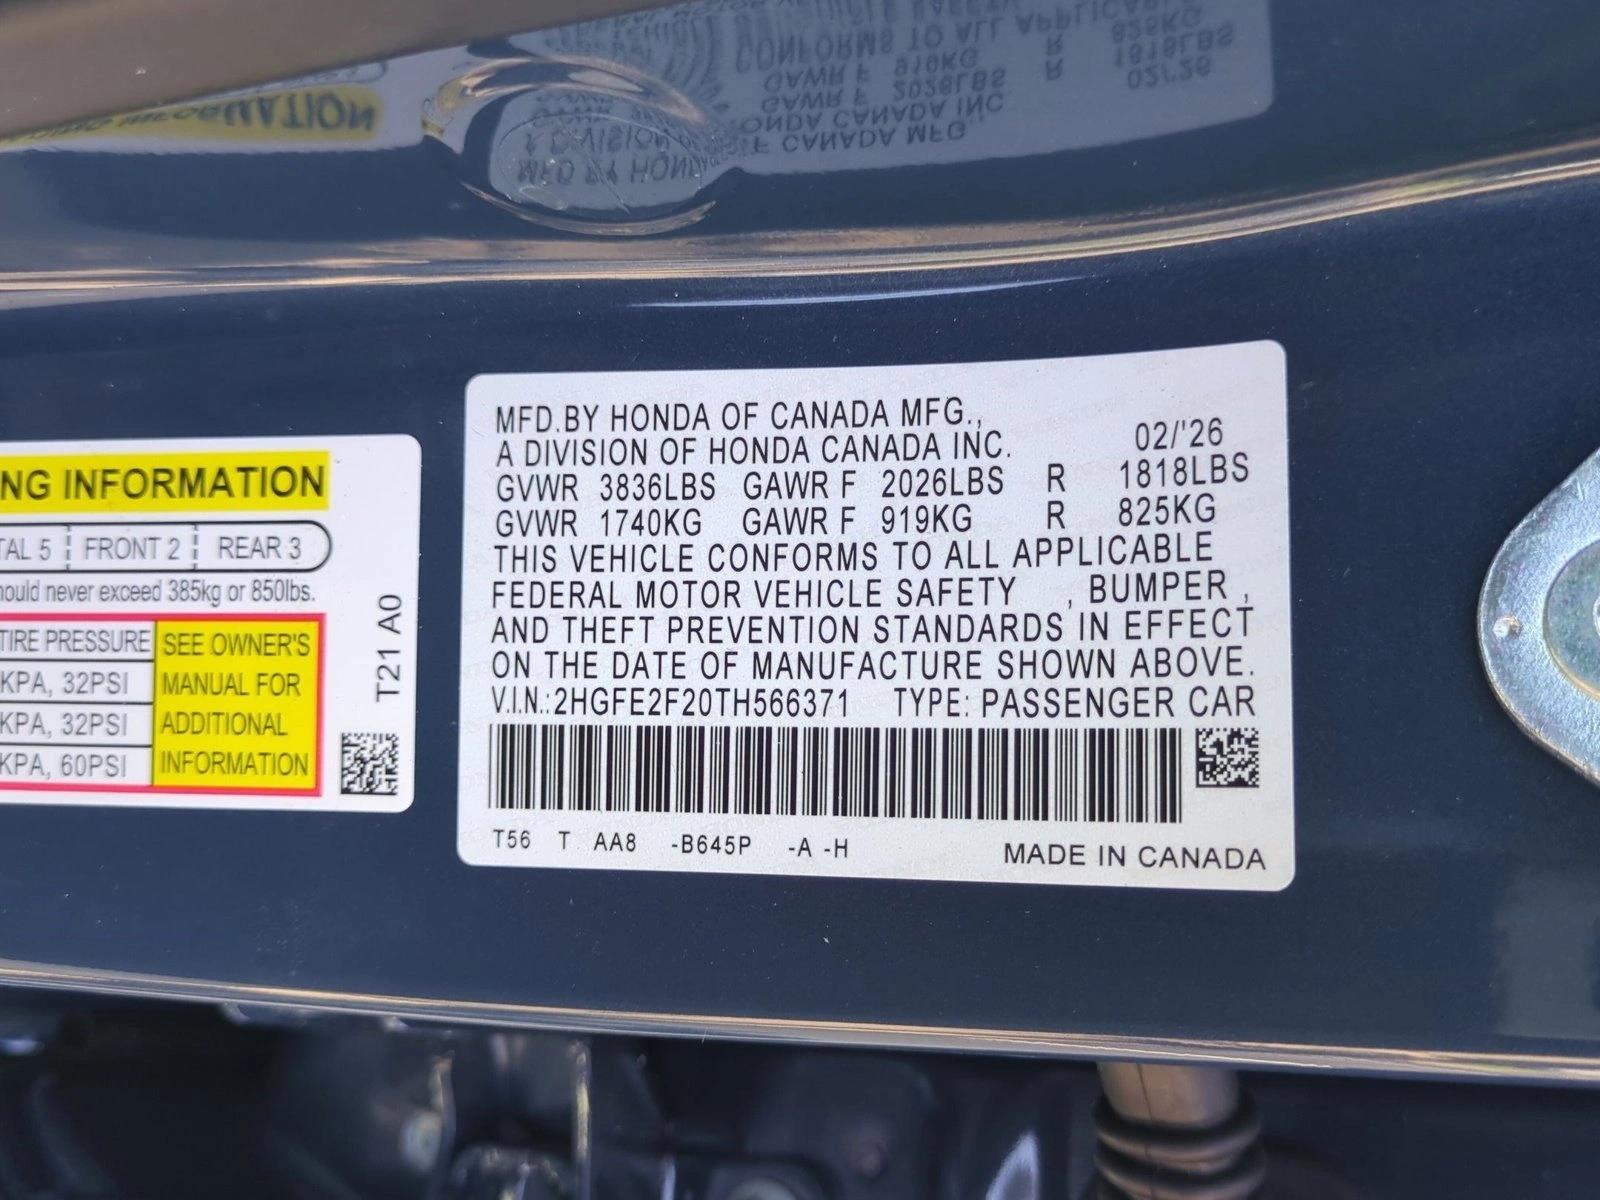 NG INFORMATION
TAL 5 FRONT 2 REAR 3
hould never exceed 385kg or 850lbs.
TIRE PRESSURE
KPA, 32PSI
KPA, 32PSI
KPA, 60PSI
SEE OWNER'S
MANUAL FOR
ADDITIONAL
INFORMATION
T21 A0
MFD.BY HONDA OF CANADA MFG.,
A DIVISION OF HONDA CANADA INC. 02/'26
GVWR 3836LBS GAWR F 2026LBS R 1818LBS
GVWR 1740KG GAWR F 919KG R 825KG
THIS VEHICLE CONFORMS TO ALL APPLICABLE
FEDERAL MOTOR VEHICLE SAFETY , BUMPER ,
AND THEFT PREVENTION STANDARDS IN EFFECT
ON THE DATE OF MANUFACTURE SHOWN ABOVE.
V.I.N.:2HGFE2F20TH566371 TYPE: PASSENGER CAR
T56 T AA8 -B645P -A -H MADE IN CANADA